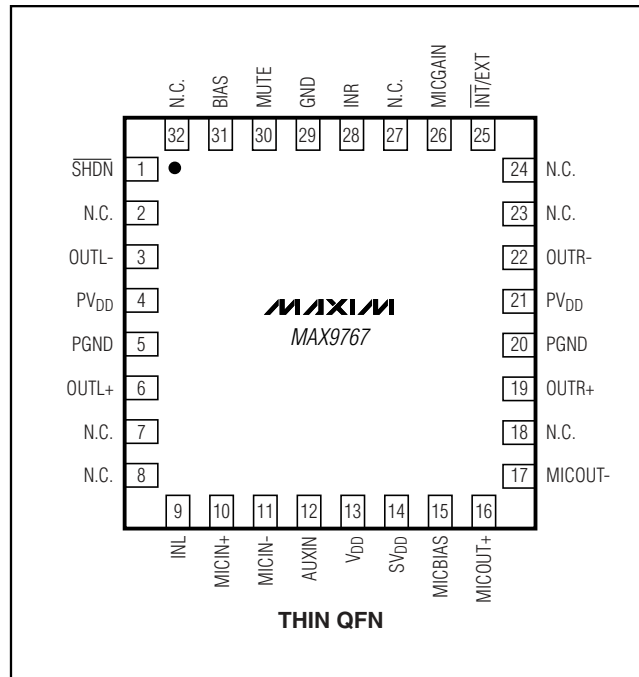 N.C.
BIAS
MUTE
GND
INR
N.C.
MICGAIN
INT/EXT
32 31 30 29 28 27 26 25
SHDN 1 24 N.C.
N.C. 2 23 N.C.
OUTL- 3 22 OUTR-
PVDD 4 21 PVDD
MAXIM
MAX9767
PGND 5 20 PGND
OUTL+ 6 19 OUTR+
N.C. 7 18 N.C.
N.C. 8 17 MICOUT-
9 10 11 12 13 14 15 16
INL
MICIN+
MICIN-
AUXIN
VDD
SVDD
MICBIAS
MICOUT+
THIN QFN